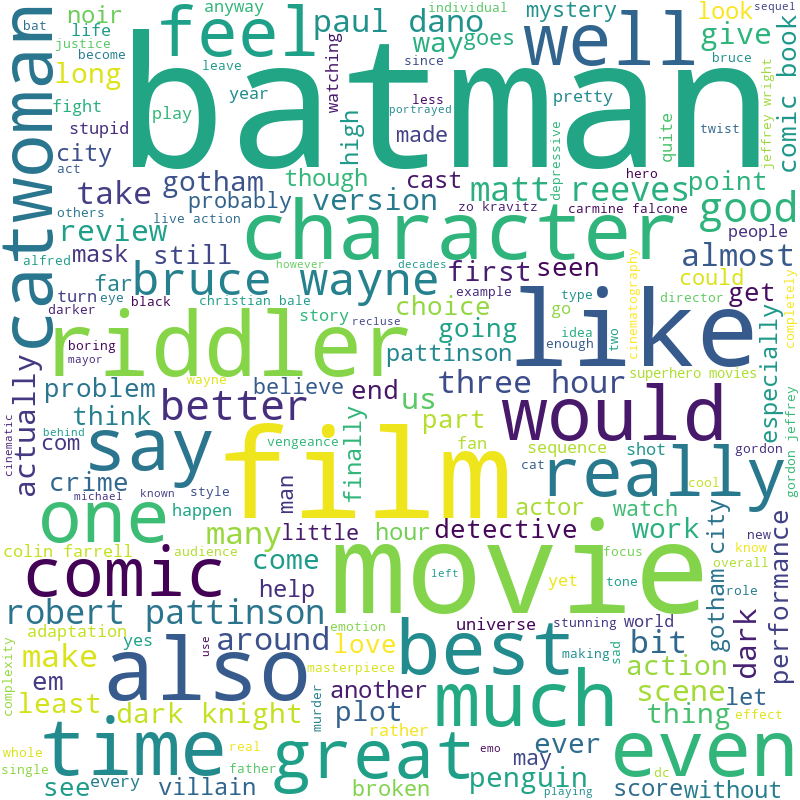 noir
bat
life
anyway
feel
paul dano
individual
way
goes
mystery
look
give
sequel
justice
become
long
leave
batman
watching
since
well
bruce
comic book
catwoman
fight
play
year
less
portrayed
pretty
jeffrey wright
stupid
high
made
depressive
quite
twist
city
act
gotham
though
cast
matt reeves
hero
point
take
probably
version
zo kravitz
carmine falcone
good
others
live action
review
character
people
mask
still
almost
alfred
far
bruce wayne
first
seen
however
decades
turn
eye
darker
black
christian bale
example
like
type
go
could
director
get
cinematography
completely
story
recluse
choice
going
idea
enough
two
riddler
boring
mayor
pattinson
superhero movies
especially
actually
problem
wayne
believe
end
us
three hour
think
better
part
would
cinematic
com
say
behind
vengeance
finally
film
fan
sequence
shot
really
gordon
gordon jeffrey
crime
michael
known
style
man
cat
cool
one
happen
many
little
hour
detective
actor
watch
work
new
know
overall
colin farrell
audience
come
movie
left
yet
focus
tone
role
gotham city
performance
comic
help
robert pattinson
emotion
universe
stunning
world
adaptation
yes
use
around
love
best
making
sad
bit
dark
complexity
make
also
masterpiece
action
em
another
much
scene
let
least
dark knight
murder
plot
rather
thing
effect
time
real
great
ever
even
whole
single
father
emo
may
dc
see
every
villain
broken
penguin
playing
score
without